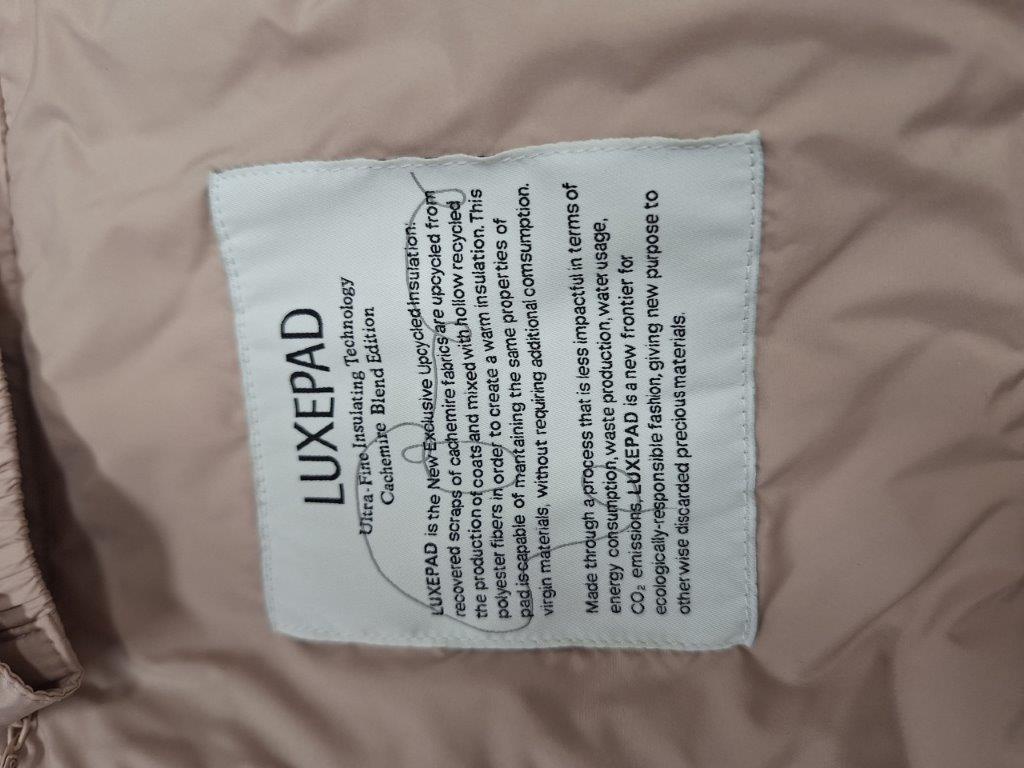 LUXEPAD
Ultra-Fine Insulating Technology
Cachemire Blend Edition
LUXEPAD is the New Exclusive Upcycled Insulation:
recovered scraps of cachemire fabrics are upcycled from
the production of coats and mixed with hollow recycled
polyester fibers in order to create a warm insulation. This
pad is capable of mantaining the same properties of
virgin materials, without requiring additional comsumption.
Made through a process that is less impactful in terms of
energy consumption, waste production, water usage,
CO₂ emissions. LUXEPAD is a new frontier for
ecologically-responsible fashion, giving new purpose to
otherwise discarded precious materials.